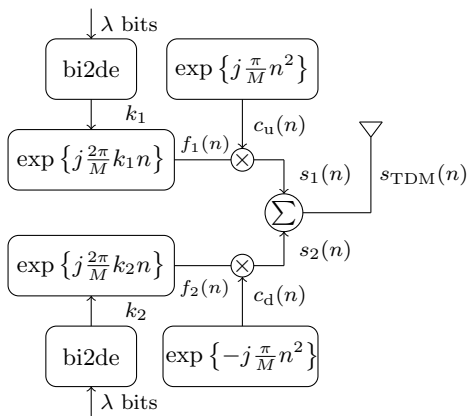 λ bits
bi2de
exp {j π/M n²}
k₁
c_u(n)
exp {j 2π/M k₁n}
f₁(n)
×
s₁(n)
s_TDM(n)
∑
exp {j 2π/M k₂n}
f₂(n)
×
s₂(n)
k₂
c_d(n)
bi2de
exp {−j π/M n²}
λ bits